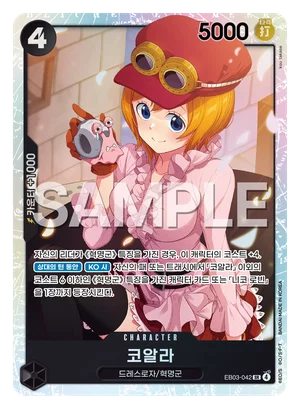 4
5000
打
카운터 +1000
SAMPLE
자신의 리더가 《혁명군》 특징을 가진 경우, 이 캐릭터의 코스트 +4.
상대의 턴 동안 KO 시 자신의 패 또는 트래시에서 「코알라」 이외의
코스트 6 이하인 《혁명군》 특징을 가진 캐릭터 카드 또는 「니코 로빈」
을 1장까지 등장시킨다.
CHARACTER
코알라
드레스로자/혁명군
EB03-042 SR 4